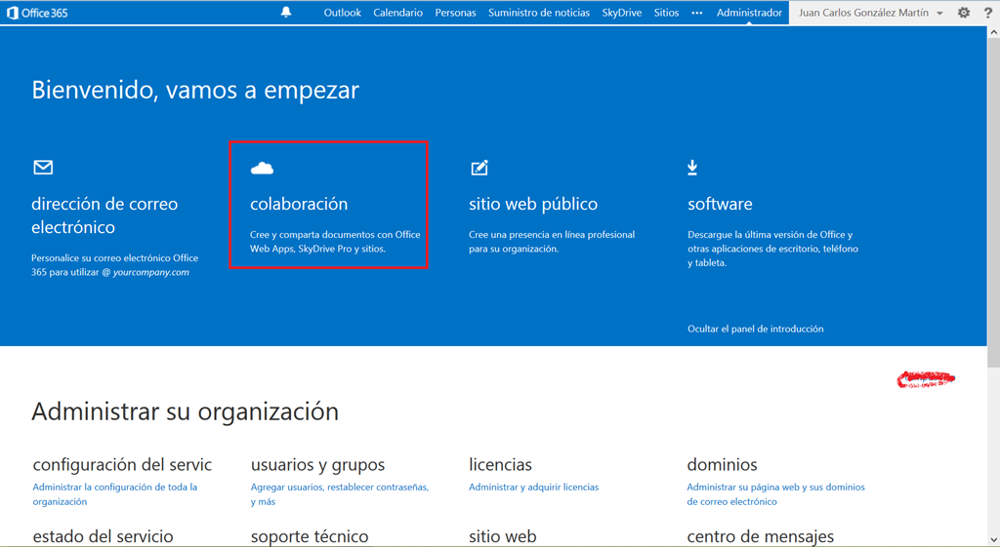 Office 365
Outlook Calendario Personas Suministro de noticias SkyDrive Sitios ··· Administrador Juan Carlos González Martín ?
Bienvenido, vamos a empezar
dirección de correo
electrónico
Personalice su correo electrónico Office
365 para utilizar @ yourcompany.com
colaboración
Cree y comparta documentos con Office
Web Apps, SkyDrive Pro y sitios.
sitio web público
Cree una presencia en línea profesional
para su organización.
software
Descargue la última versión de Office y
otras aplicaciones de escritorio, teléfono
y tableta.
Ocultar el panel de introducción
Administrar su organización
configuración del servic
Administrar la configuración de toda la
organización
usuarios y grupos
Agregar usuarios, restablecer contraseñas,
y más
licencias
Administrar y adquirir licencias
dominios
Administrar su página web y sus dominios
de correo electrónico
estado del servicio
soporte técnico
sitio web
centro de mensajes